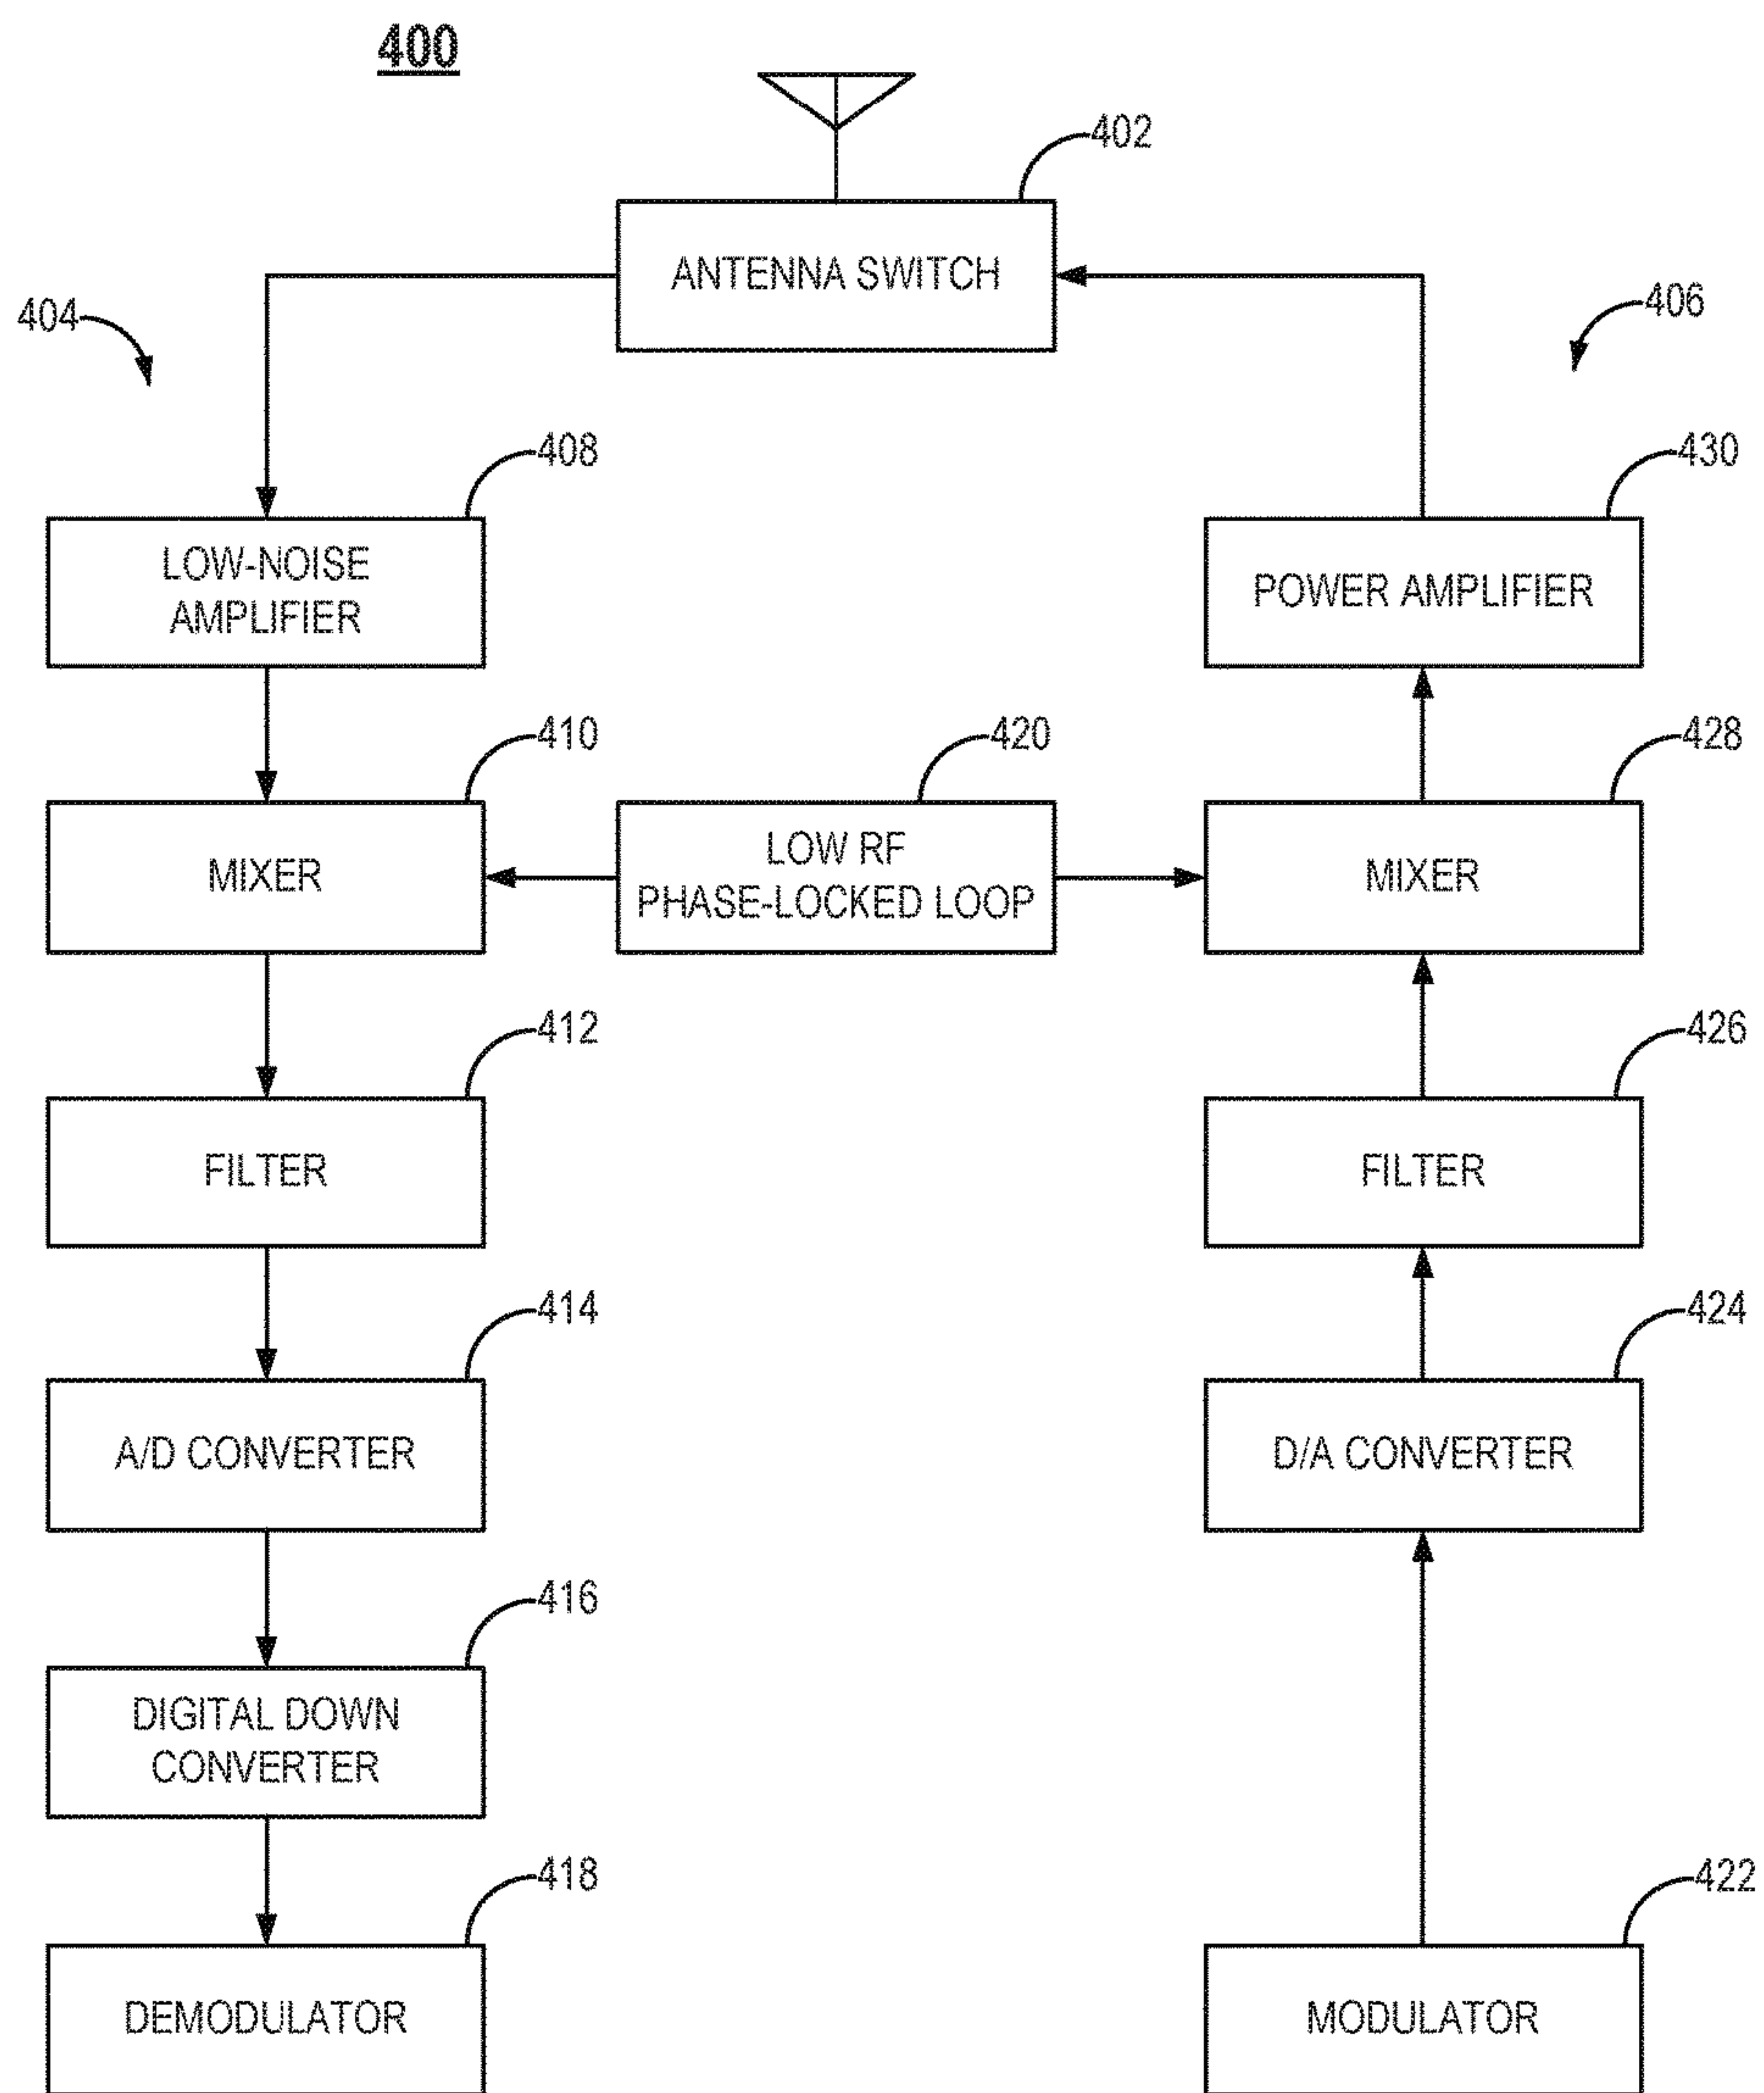 400
402
ANTENNA SWITCH
404
406
408
430
LOW-NOISE
AMPLIFIER
POWER AMPLIFIER
410
420
428
MIXER
LOW RF
PHASE-LOCKED LOOP
MIXER
412
426
FILTER
FILTER
414
424
A/D CONVERTER
D/A CONVERTER
416
DIGITAL DOWN
CONVERTER
418
422
DEMODULATOR
MODULATOR